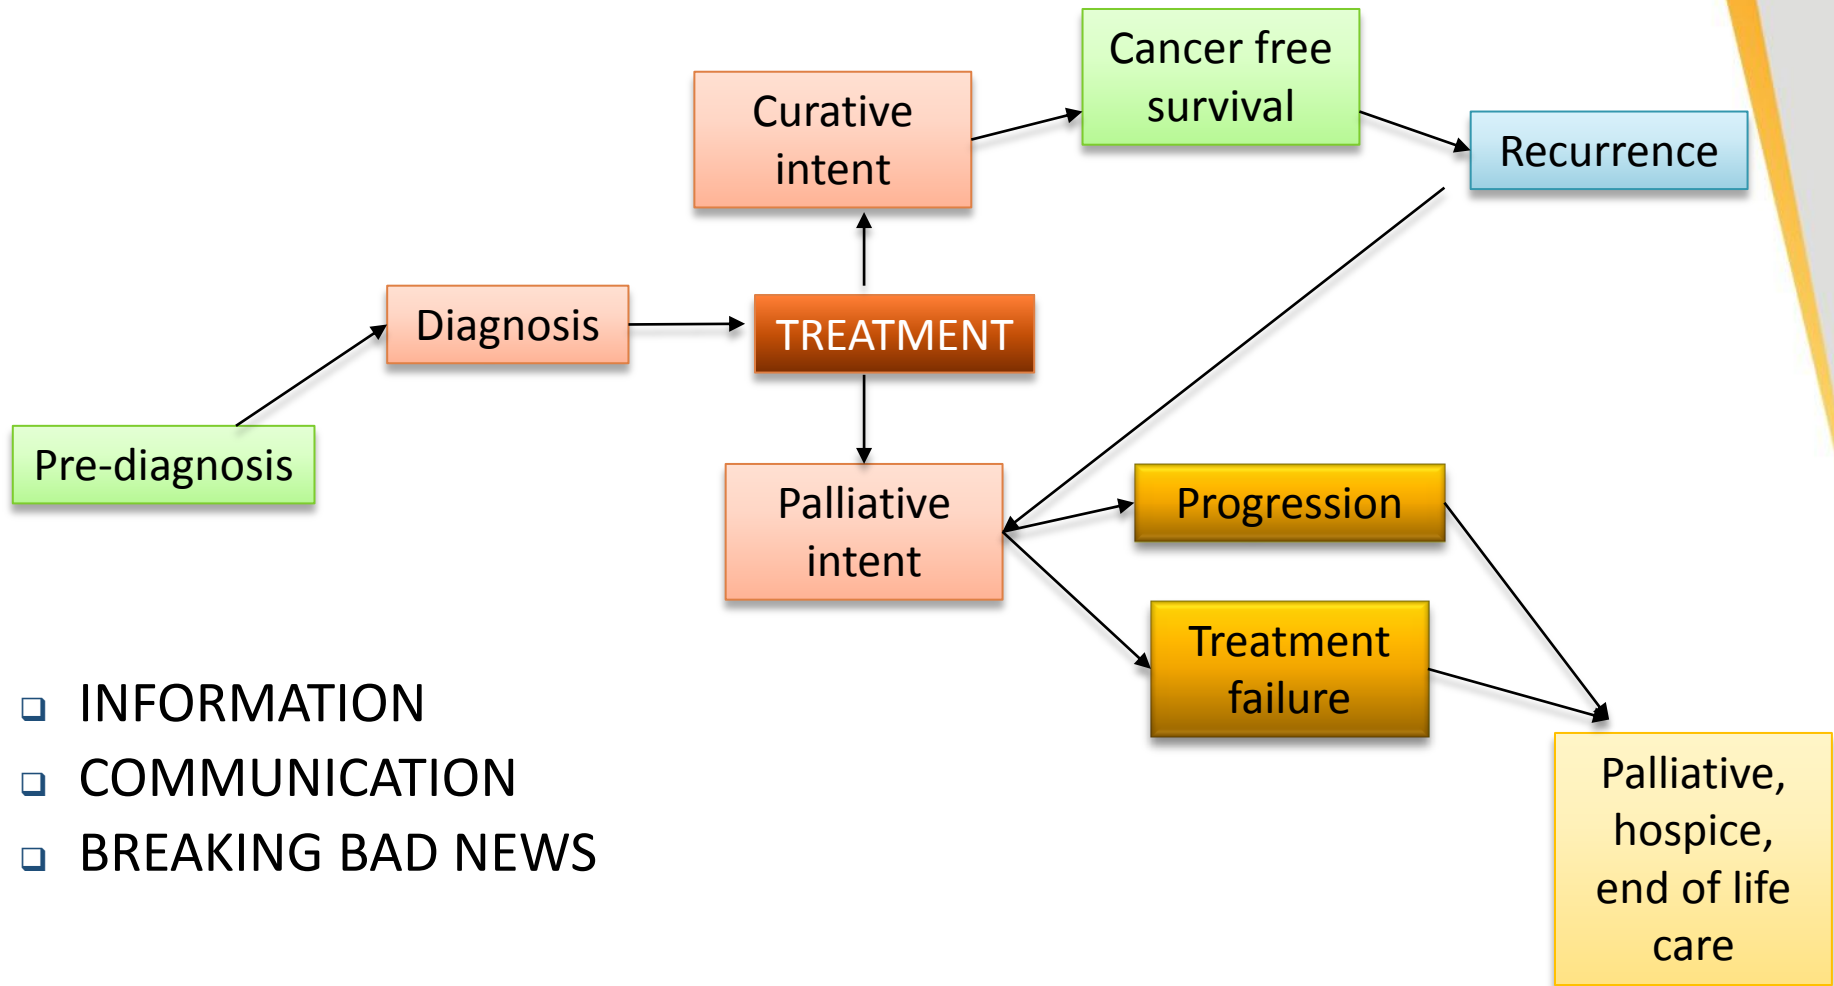 Cancer free
survival
Curative
intent
Recurrence
Diagnosis
TREATMENT
Pre-diagnosis
Palliative
intent
Progression
Treatment
failure
INFORMATION
COMMUNICATION
BREAKING BAD NEWS
Palliative,
hospice,
end of life
care